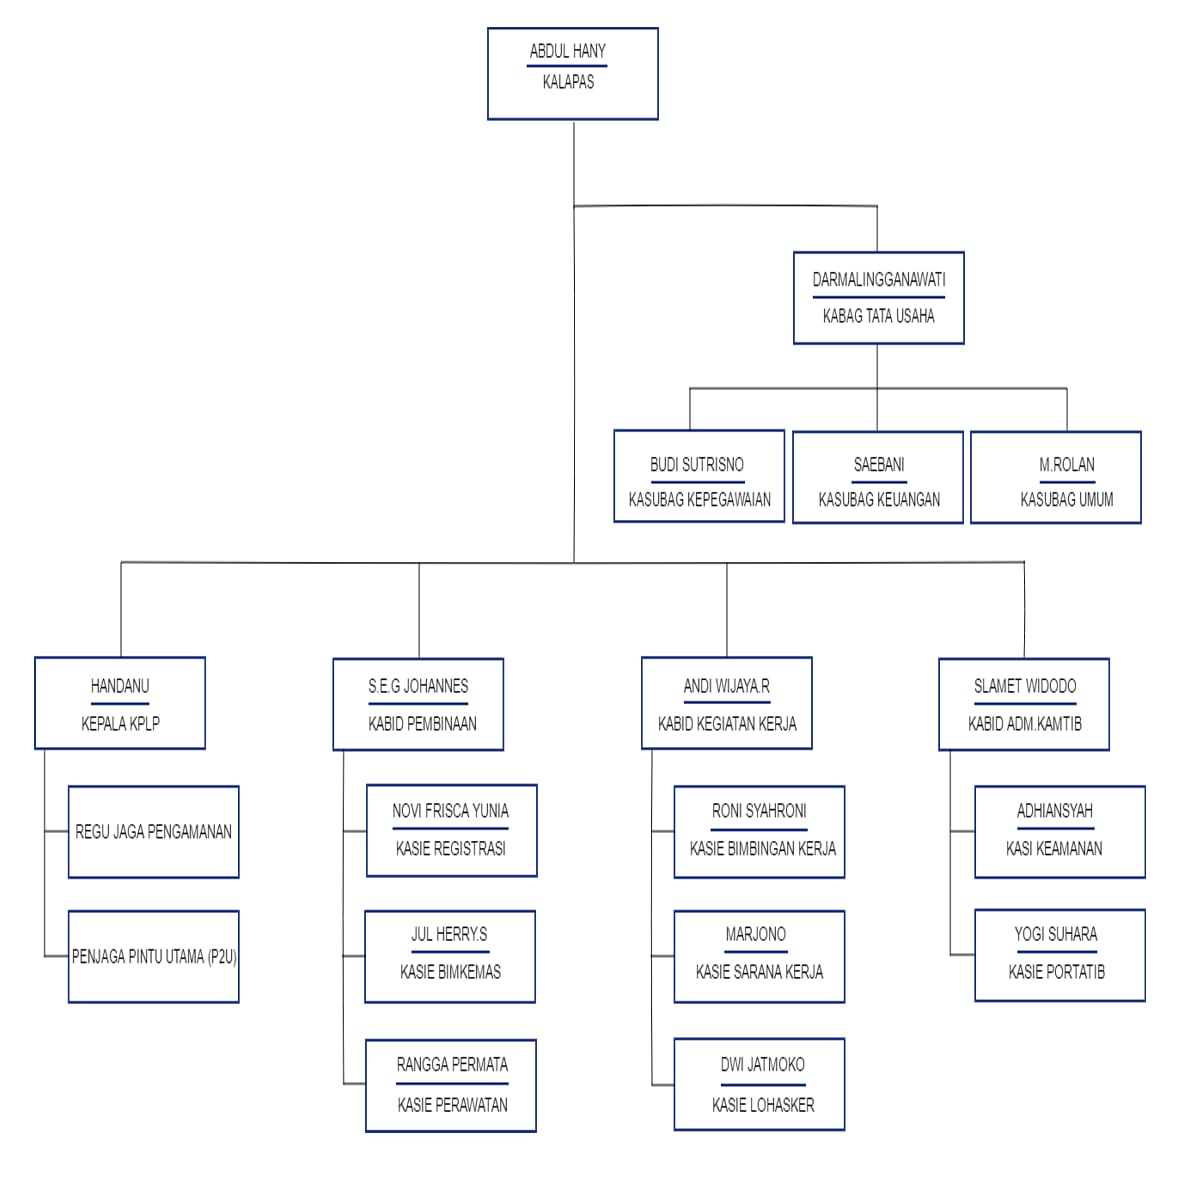 ABDUL HANY
KALAPAS
DARMALINGGANAWATI
KABAG TATA USAHA
BUDI SUTRISNO
KASUBAG KEPEGAWAIAN
SAEBANI
KASUBAG KEUANGAN
M.ROLAN
KASUBAG UMUM
HANDANU
KEPALA KPLP
REGU JAGA PENGAMANAN
PENJAGA PINTU UTAMA (P2U)
S.E.G JOHANNES
KABID PEMBINAAN
NOVI FRISCA YUNIA
KASIE REGISTRASI
JUL HERRY.S
KASIE BIMKEMAS
RANGGA PERMATA
KASIE PERAWATAN
ANDI WIJAYA.R
KABID KEGIATAN KERJA
RONI SYAHRONI
KASIE BIMBINGAN KERJA
MARJONO
KASIE SARANA KERJA
DWI JATMOKO
KASIE LOHASKER
SLAMET WIDODO
KABID ADM.KAMTIB
ADHIANSYAH
KASI KEAMANAN
YOGI SUHARA
KASIE PORTATIB